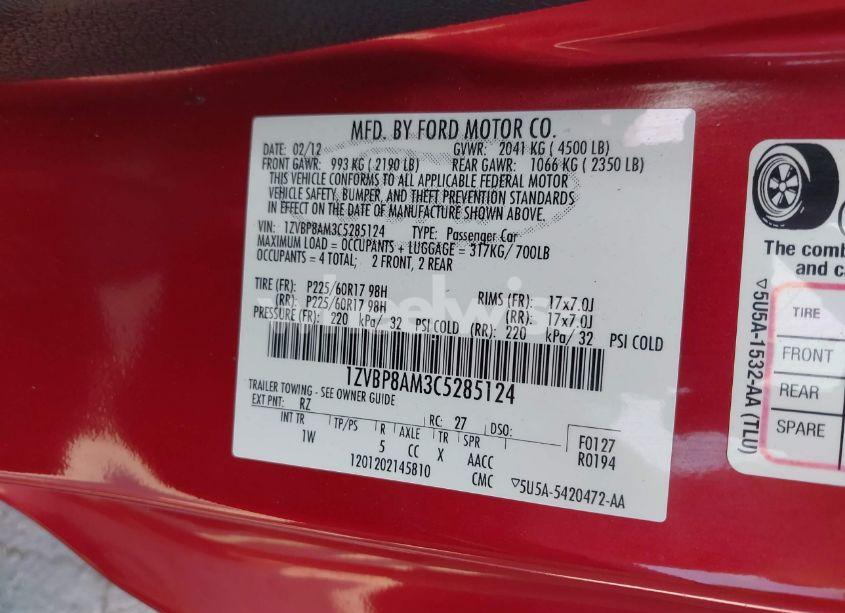 MFD. BY FORD MOTOR CO.
DATE: 02/12 GVWR: 2041 KG ( 4500 LB)
FRONT GAWR: 993 KG ( 2190 LB) REAR GAWR: 1066 KG ( 2350 LB)
THIS VEHICLE CONFORMS TO ALL APPLICABLE FEDERAL MOTOR
VEHICLE SAFETY, BUMPER, AND THEFT PREVENTION STANDARDS
IN EFFECT ON THE DATE OF MANUFACTURE SHOWN ABOVE.
VIN: 1ZVBP8AM3C5285124 TYPE: Passenger Car
MAXIMUM LOAD = OCCUPANTS + LUGGAGE = 317KG/ 700LB
OCCUPANTS = 4 TOTAL; 2 FRONT, 2 REAR
TIRE (FR): P225/60R17 98H RIMS (FR): 17x7.0J
(RR): P225/60R17 98H (RR): 17x7.0J
PRESSURE (FR): 220 kPa/ 32 PSI COLD (RR): 220 kPa/ 32 PSI COLD
1ZVBP8AM3C5285124
TRAILER TOWING – SEE OWNER GUIDE
EXT PNT: RZ RC: 27 DSO: F0127
INT TR TP/PS R AXLE TR SPR R0194
1W 5 CC X AACC
1201202145810 CMC ▽5U5A-5420472-AA
The comb
and c
TIRE
FRONT
REAR
SPARE
▽5U5A-1532-AA (TLU)
wheelwis